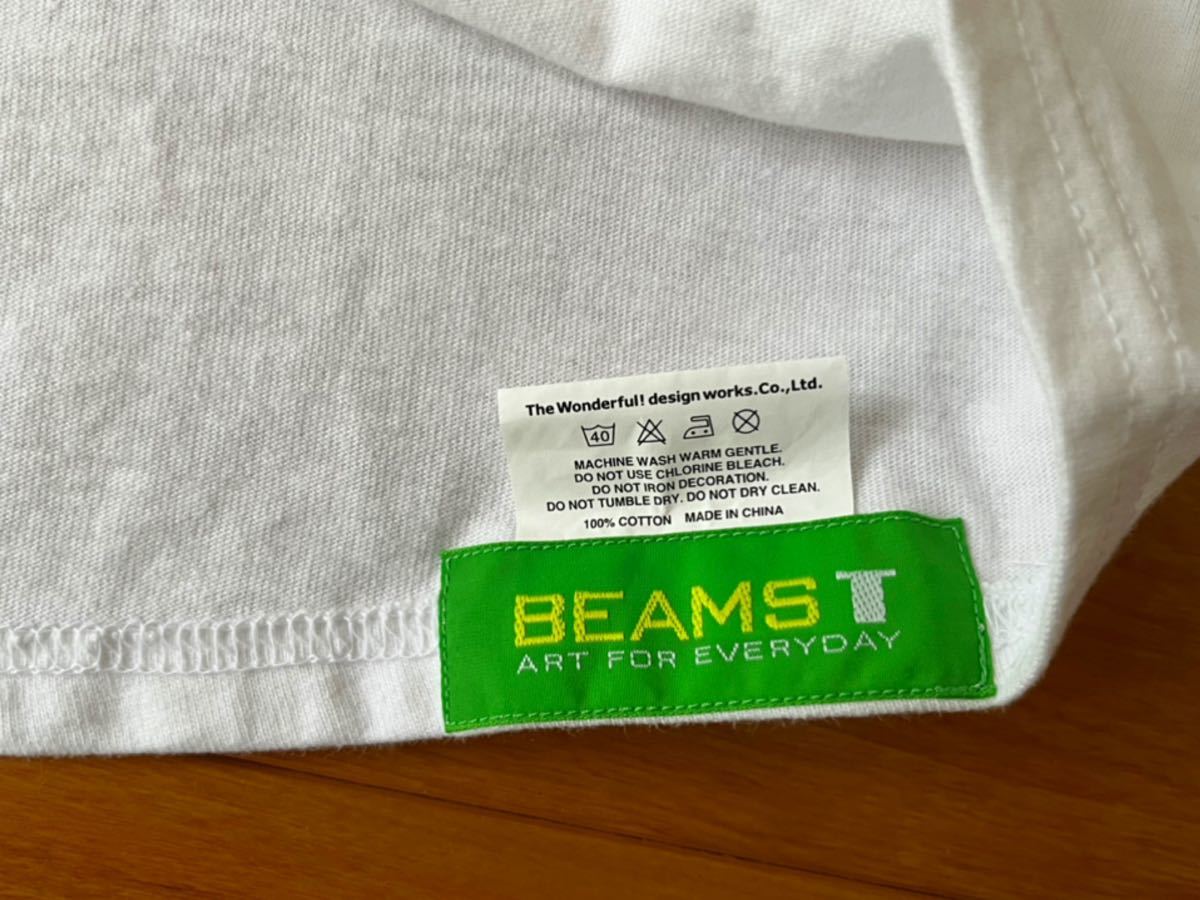 The Wonderful! design works.Co.,Ltd.
40
MACHINE WASH WARM GENTLE.
DO NOT USE CHLORINE BLEACH.
DO NOT IRON DECORATION.
DO NOT TUMBLE DRY. DO NOT DRY CLEAN.
100% COTTON MADE IN CHINA
BEAMS T
ART FOR EVERYDAY